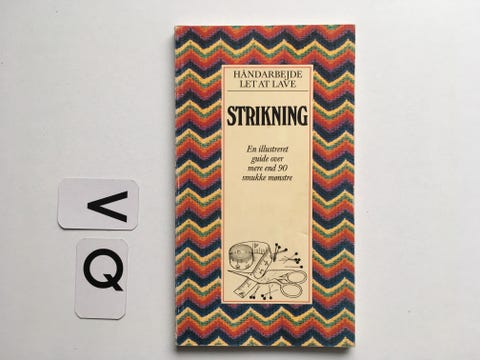 HÅNDARBEJDE
LET AT LAVE
STRIKNING
En illustreret
guide over
mere end 90
smukke mønstre
V
Q